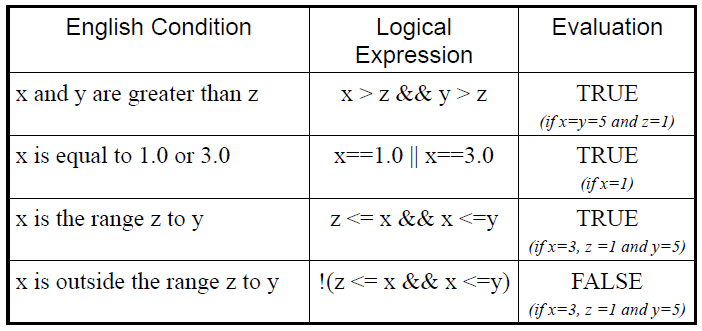 English Condition
Logical
Expression
Evaluation
x and y are greater than z
x > z && y > z
TRUE
(if x=y=5 and z=1)
x is equal to 1.0 or 3.0
x==1.0 || x==3.0
TRUE
(if x=1)
x is the range z to y
z <= x && x <=y
TRUE
(if x=3, z =1 and y=5)
x is outside the range z to y
!(z <= x && x <=y)
FALSE
(if x=3, z =1 and y=5)